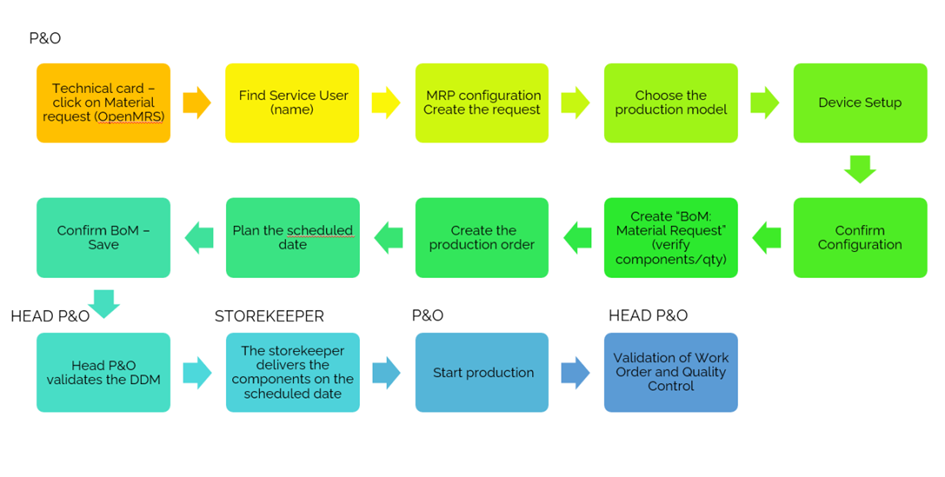 P&O
Technical card –
click on Material
request (OpenMRS)
Find Service User
(name)
MRP configuration
Create the request
Choose the
production model
Device Setup
Confirm
Configuration
Create “BoM:
Material Request”
(verify
components/qty)
Create the
production order
Plan the scheduled
date
Confirm BoM –
Save
HEAD P&O
Head P&O
validates the DDM
STOREKEEPER
The storekeeper
delivers the
components on the
scheduled date
P&O
Start production
HEAD P&O
Validation of Work
Order and Quality
Control